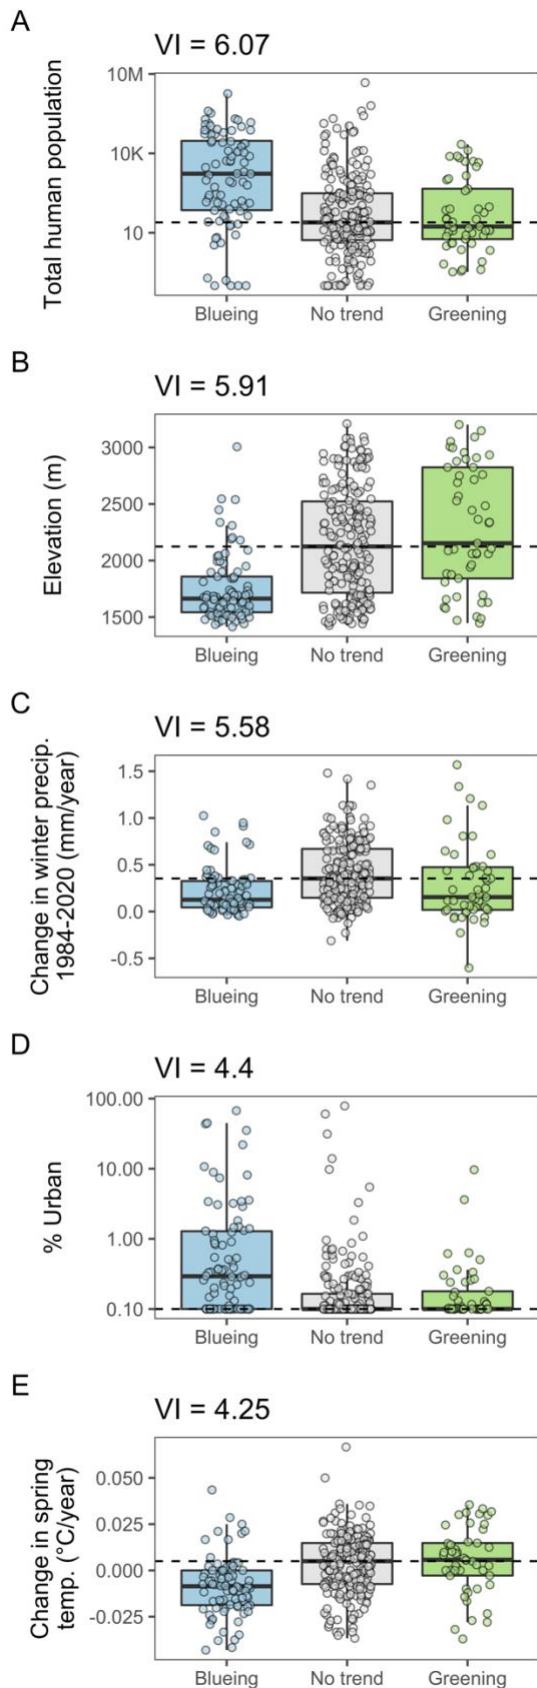 A
VI = 6.07
Total human population
10M
10K
10
Blueing No trend Greening
B
VI = 5.91
Elevation (m)
3000
2500
2000
1500
Blueing No trend Greening
C
VI = 5.58
Change in winter precip.
1984-2020 (mm/year)
1.5
1.0
0.5
0.0
-0.5
Blueing No trend Greening
D
VI = 4.4
% Urban
100.00
10.00
1.00
0.10
Blueing No trend Greening
E
VI = 4.25
Change in spring
temp. (°C/year)
0.050
0.025
0.000
-0.025
Blueing No trend Greening